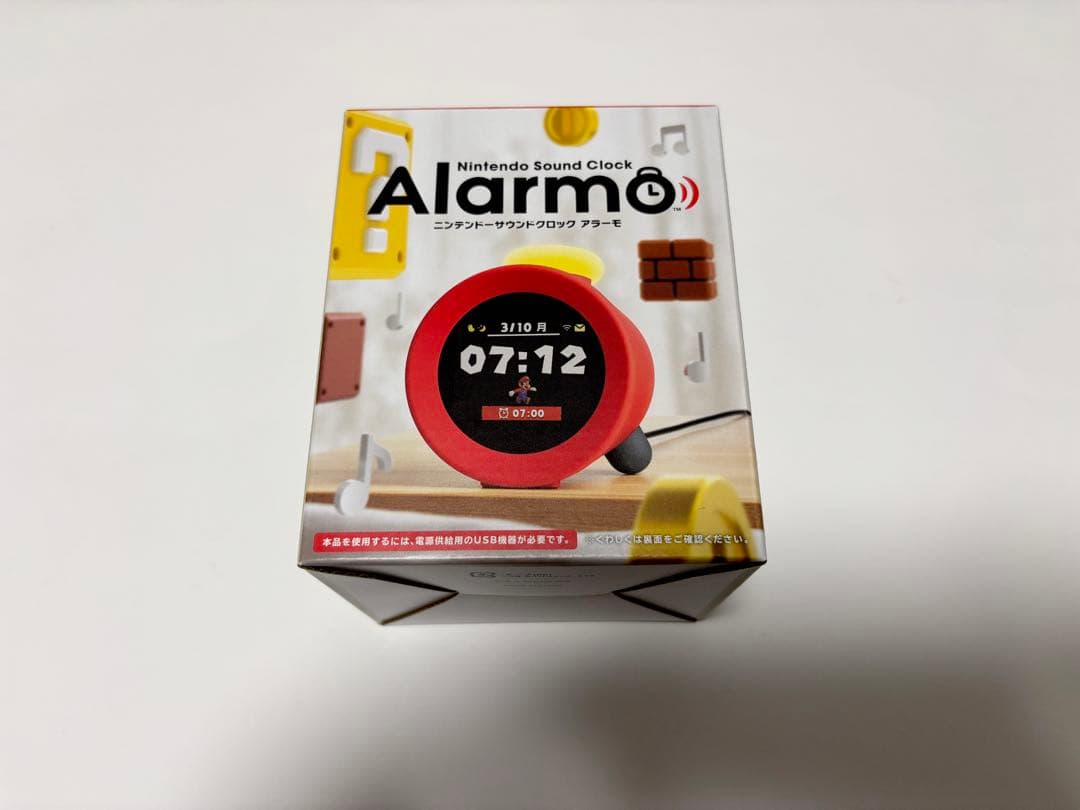 Nintendo Sound Clock
Alarmo
TM
ニンテンドーサウンドクロック アラーモ
3/10 月
07:12
07:00
本品を使用するには、電源供給用のUSB機器が必要です。
※くわしくは裏面をご確認ください。